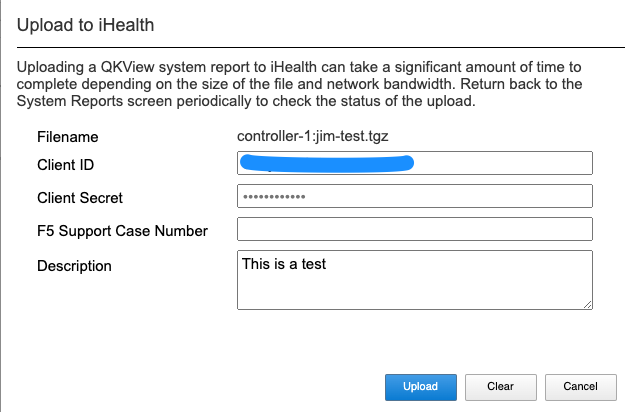 Upload to iHealth
Uploading a QKView system report to iHealth can take a significant amount of time to
complete depending on the size of the file and network bandwidth. Return back to the
System Reports screen periodically to check the status of the upload.
Filename controller-1:jim-test.tgz
Client ID
Client Secret ••••••••••••
F5 Support Case Number
Description This is a test
Upload Clear Cancel